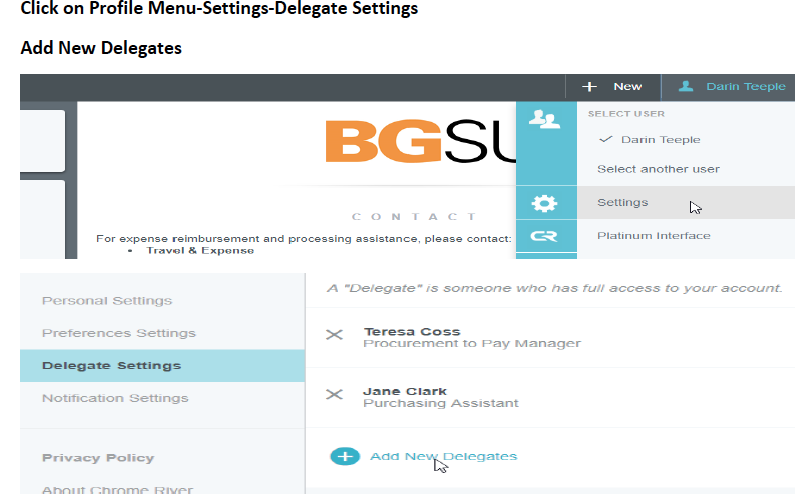 Click on Profile Menu-Settings-Delegate Settings
Add New Delegates
New
Darin Teeple
SELECT USER
Darin Teeple
Select another user
Settings
Platinum Interface
BGSU
CONTACT
For expense reimbursement and processing assistance, please contact:
• Travel & Expense
CR
Personal Settings
Preferences Settings
Delegate Settings
Notification Settings
Privacy Policy
About Chrome River
A "Delegate" is someone who has full access to your account.
Teresa Coss
Procurement to Pay Manager
Jane Clark
Purchasing Assistant
Add New Delegates